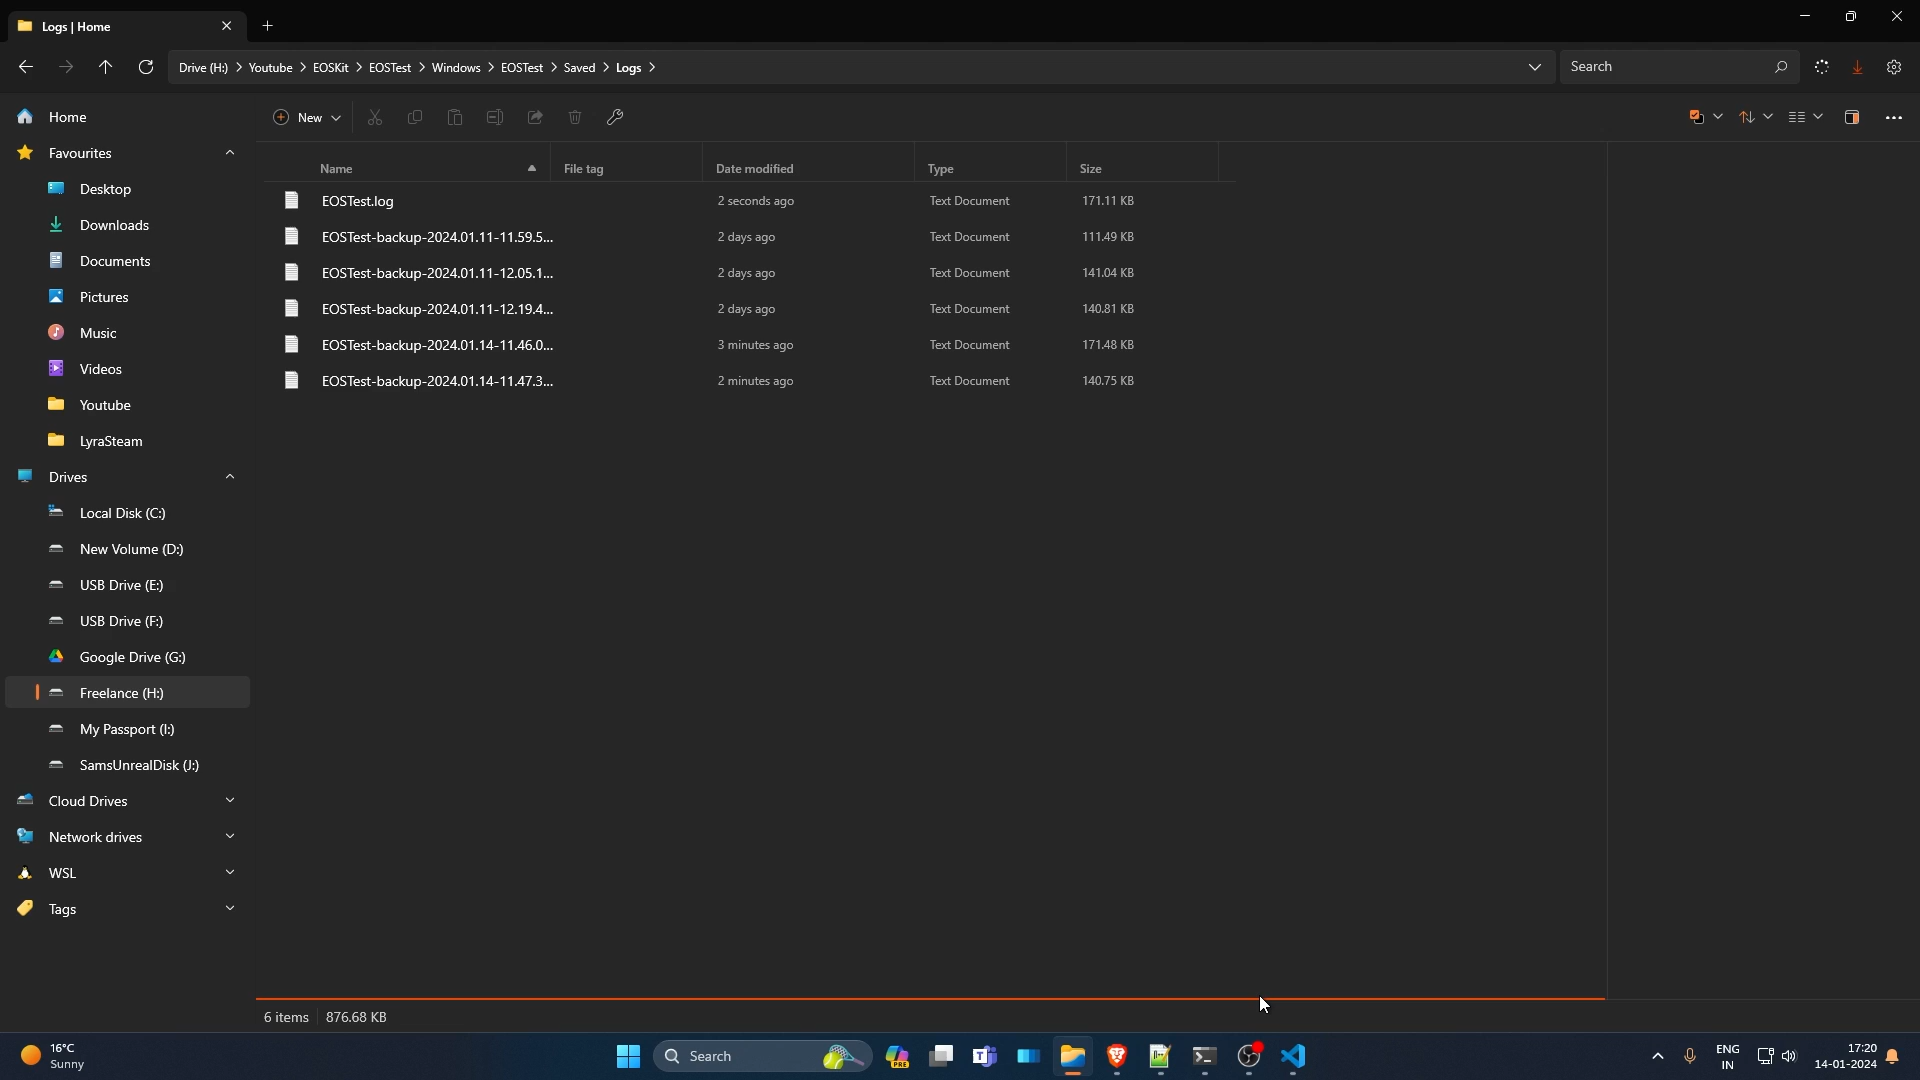 Logs | Home
Drive (H:) > Youtube > EOSKit > EOSTest > Windows > EOSTest > Saved > Logs >
Search
Home
Favourites
Desktop
Downloads
Documents
Pictures
Music
Videos
Youtube
LyraSteam
Drives
Local Disk (C:)
New Volume (D:)
USB Drive (E:)
USB Drive (F:)
Google Drive (G:)
Freelance (H:)
My Passport (I:)
SamsUnrealDisk (J:)
Cloud Drives
Network drives
WSL
Tags
New
Name File tag Date modified Type Size
EOSTest.log 2 seconds ago Text Document 171.11 KB
EOSTest-backup-2024.01.11-11.59.5... 2 days ago Text Document 111.49 KB
EOSTest-backup-2024.01.11-12.05.1... 2 days ago Text Document 141.04 KB
EOSTest-backup-2024.01.11-12.19.4... 2 days ago Text Document 140.81 KB
EOSTest-backup-2024.01.14-11.46.0... 3 minutes ago Text Document 171.48 KB
EOSTest-backup-2024.01.14-11.47.3... 2 minutes ago Text Document 140.75 KB
6 items 876.68 KB
16°C
Sunny
Search
PRE
ENG
IN
17:20
14-01-2024